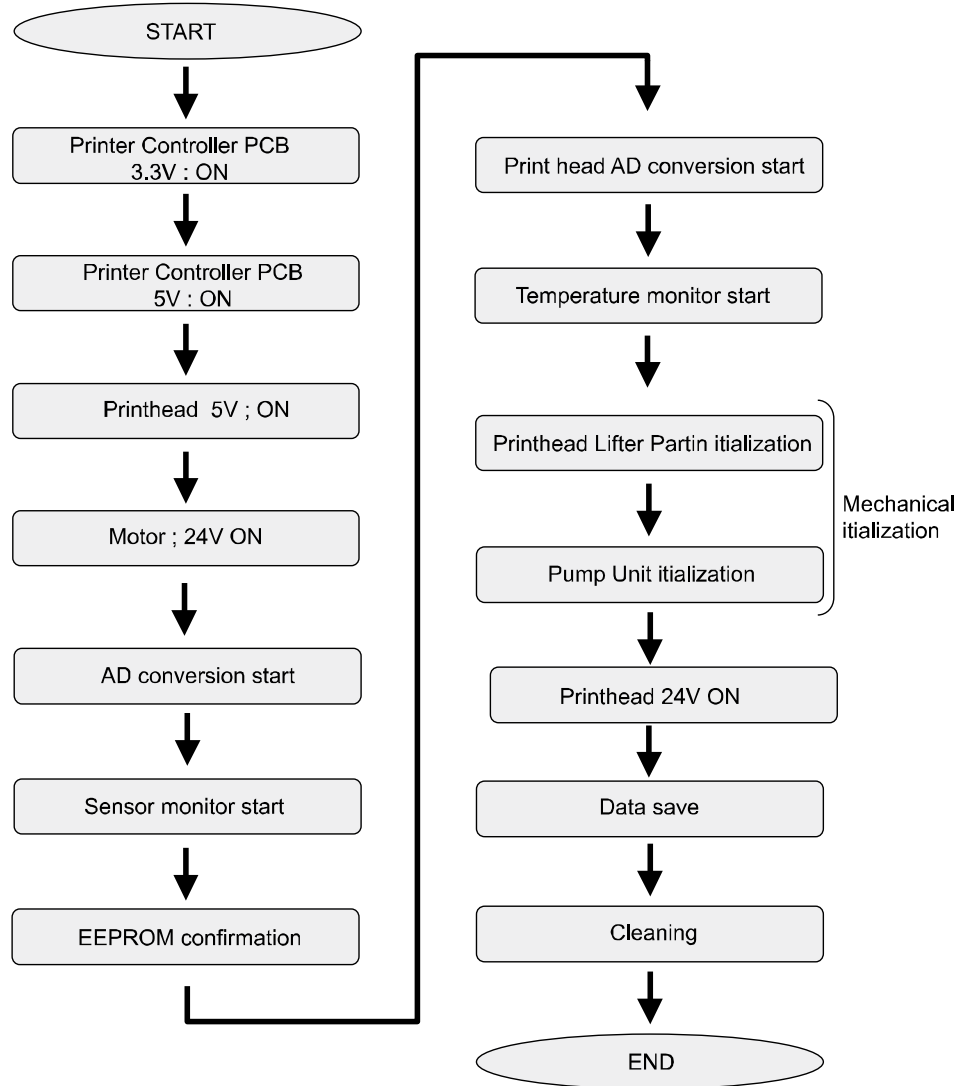 START
Printer Controller PCB
3.3V : ON
Printer Controller PCB
5V : ON
Printhead 5V ; ON
Motor ; 24V ON
AD conversion start
Sensor monitor start
EEPROM confirmation
Print head AD conversion start
Temperature monitor start
Printhead Lifter Partin itialization
Pump Unit itialization
Mechanical
itialization
Printhead 24V ON
Data save
Cleaning
END